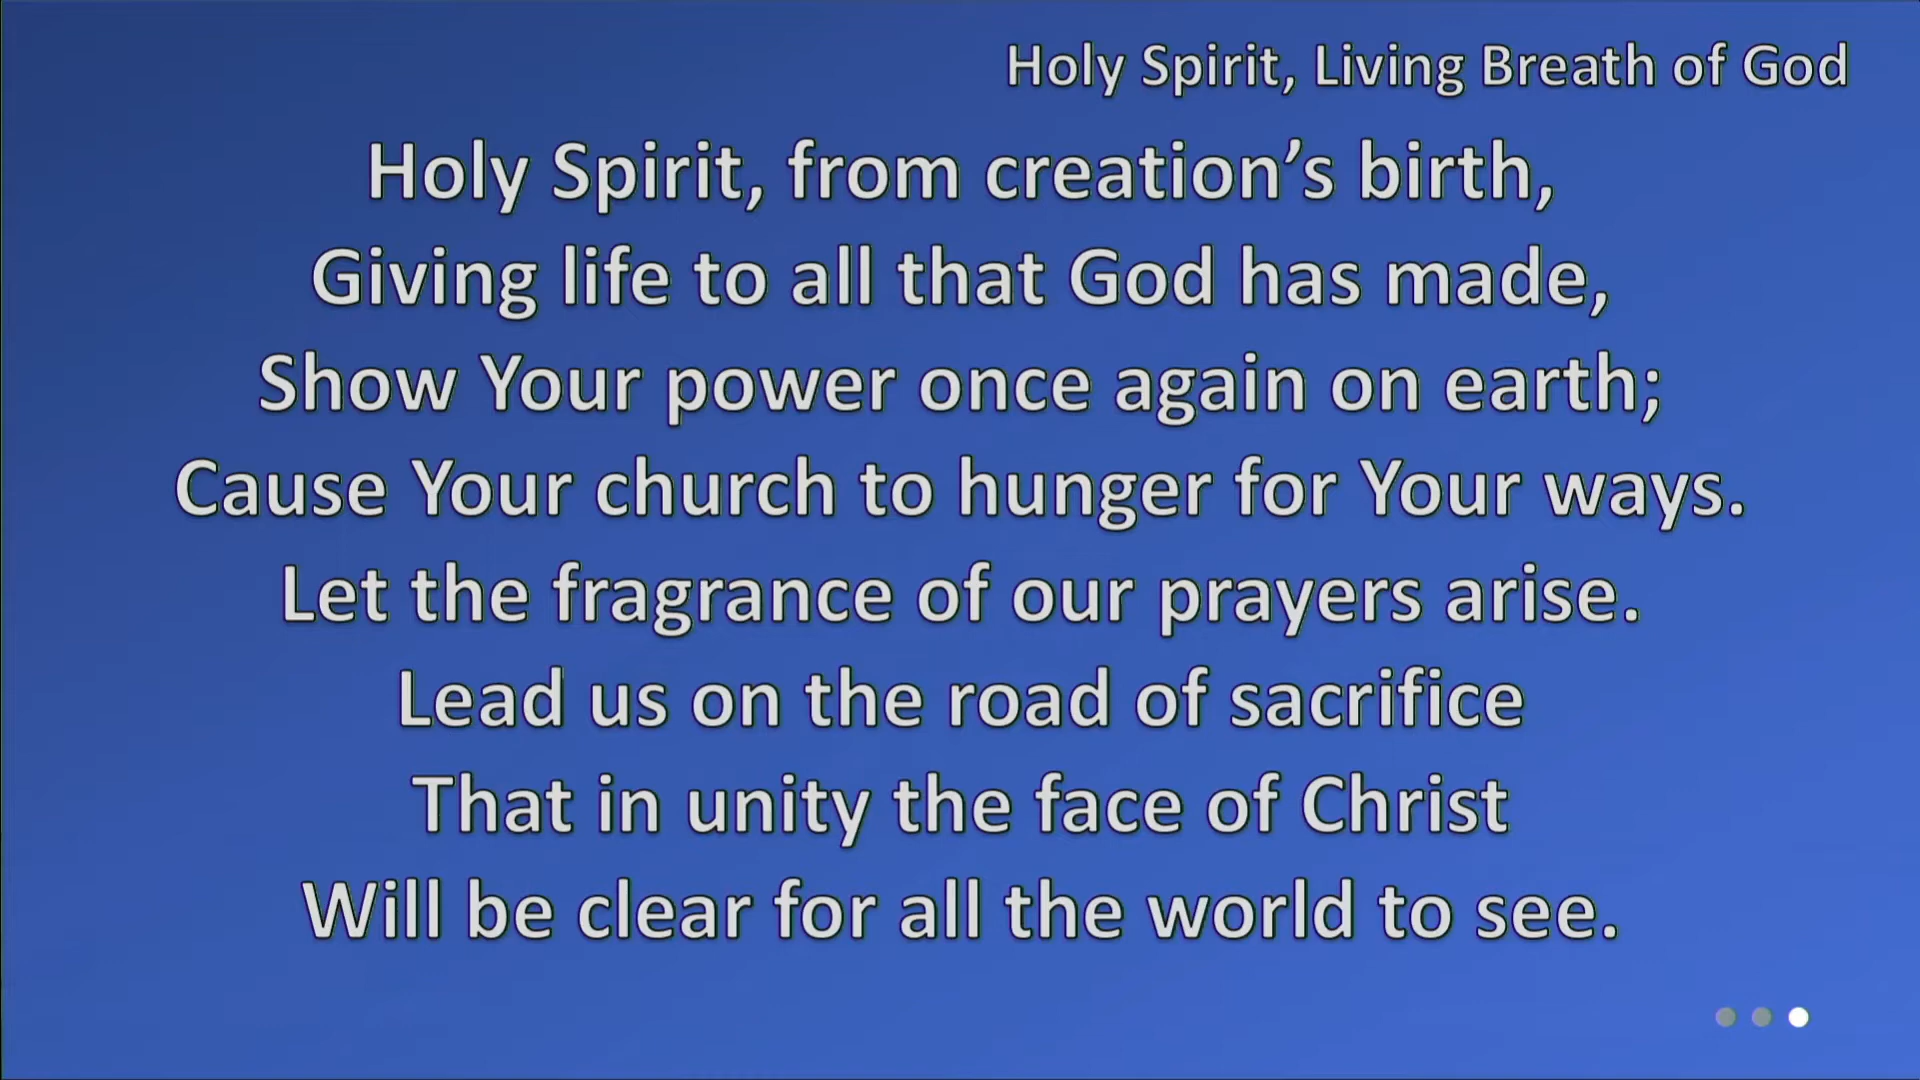 Holy Spirit, Living Breath of God
Holy Spirit, from creation’s birth,
Giving life to all that God has made,
Show Your power once again on earth;
Cause Your church to hunger for Your ways.
Let the fragrance of our prayers arise.
Lead us on the road of sacrifice
That in unity the face of Christ
Will be clear for all the world to see.